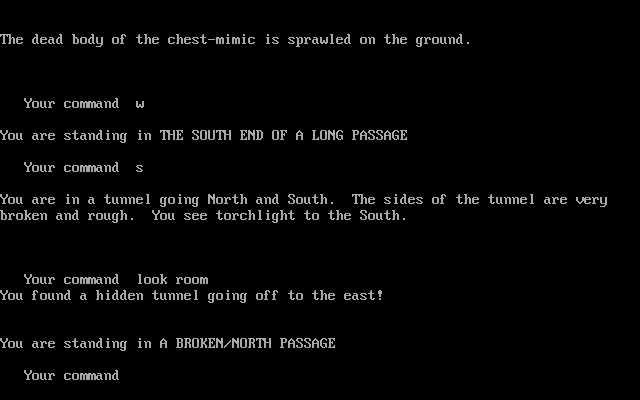 The dead body of the chest-mimic is sprawled on the ground.
Your command  w
You are standing in THE SOUTH END OF A LONG PASSAGE
Your command  s
You are in a tunnel going North and South.  The sides of the tunnel are very
broken and rough.  You see torchlight to the South.
Your command  look room
You found a hidden tunnel going off to the east!
You are standing in A BROKEN/NORTH PASSAGE
Your command